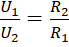 U₁/U₂ = R₂/R₁